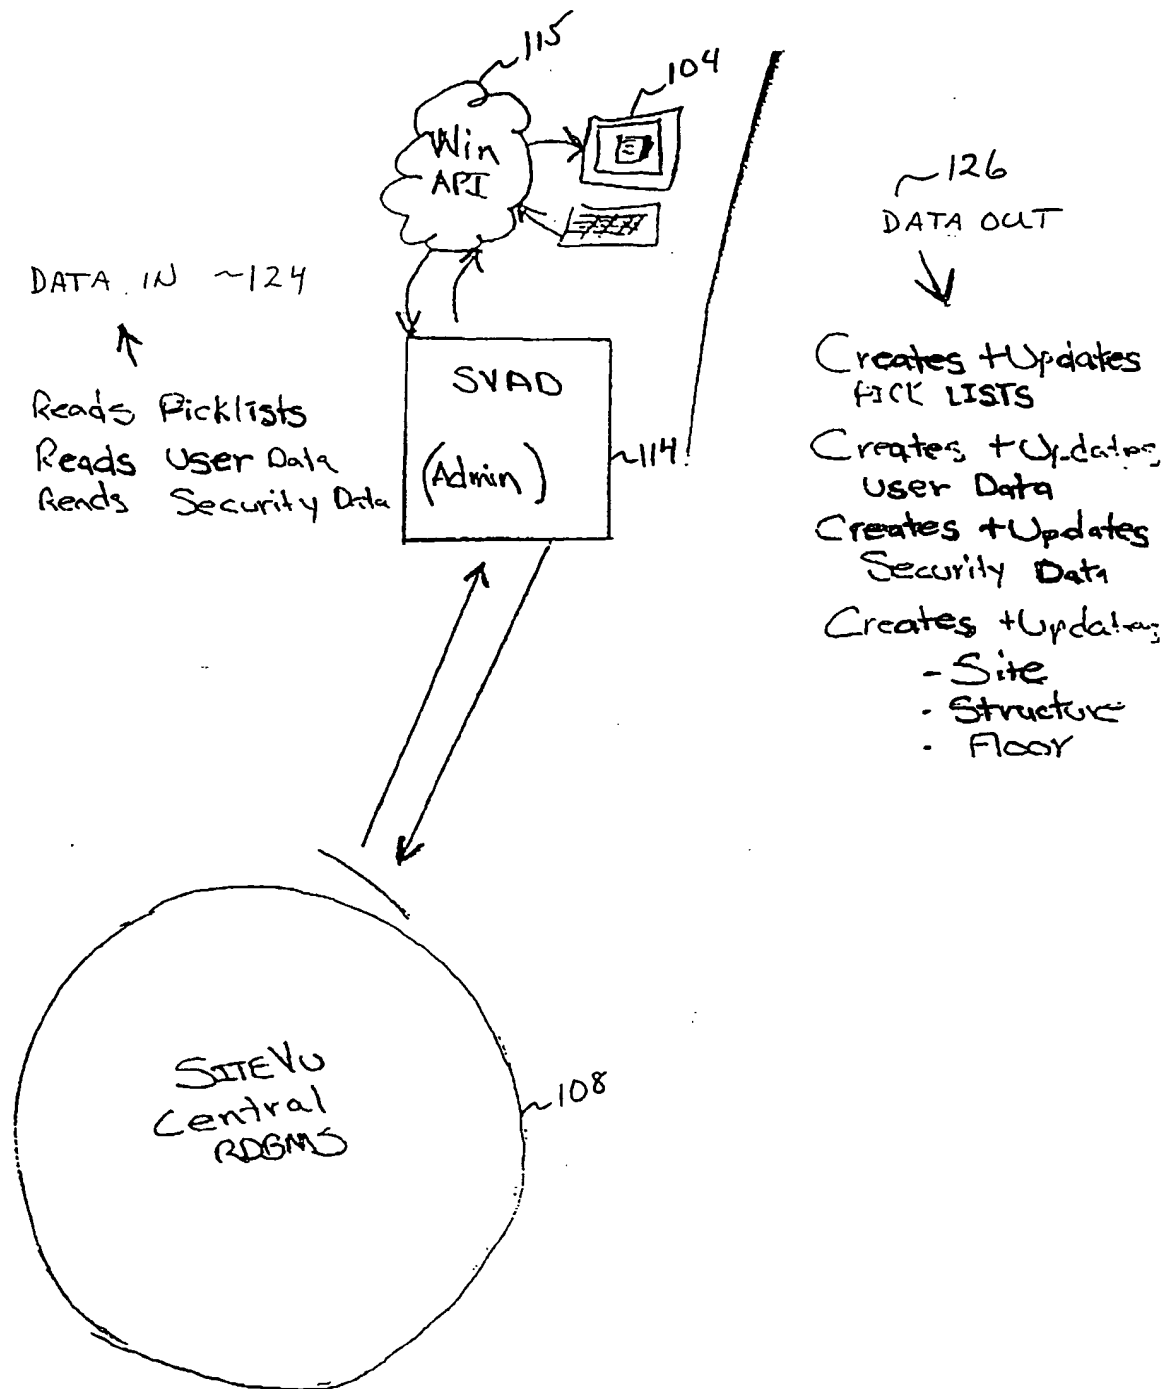 115
104
Win
API
126
DATA OUT
DATA IN ~124
Reads Picklists
Reads User Data
Reads Security Data
SVAD
(Admin)
114
Creates + Updates
PICK LISTS
Creates + Updates
User Data
Creates + Updates
Security Data
Creates + Updates
- Site
- Structure
- Floor
SITEVU
Central
RDBMS
108